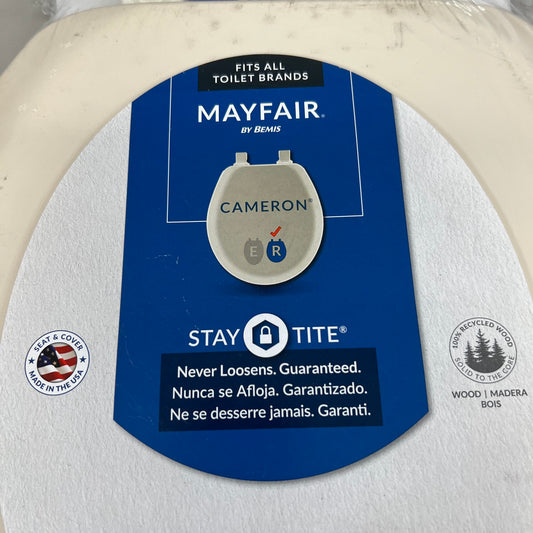 FITS ALL
TOILET BRANDS
MAYFAIR®
BY BEMIS
CAMERON®
E R
STAY TITE®
Never Loosens. Guaranteed.
Nunca se Afloja. Garantizado.
Ne se desserre jamais. Garanti.
SEAT & COVER
MADE IN THE USA
100% RECYCLED WOOD
SOLID TO THE CORE
WOOD | MADERA
BOIS